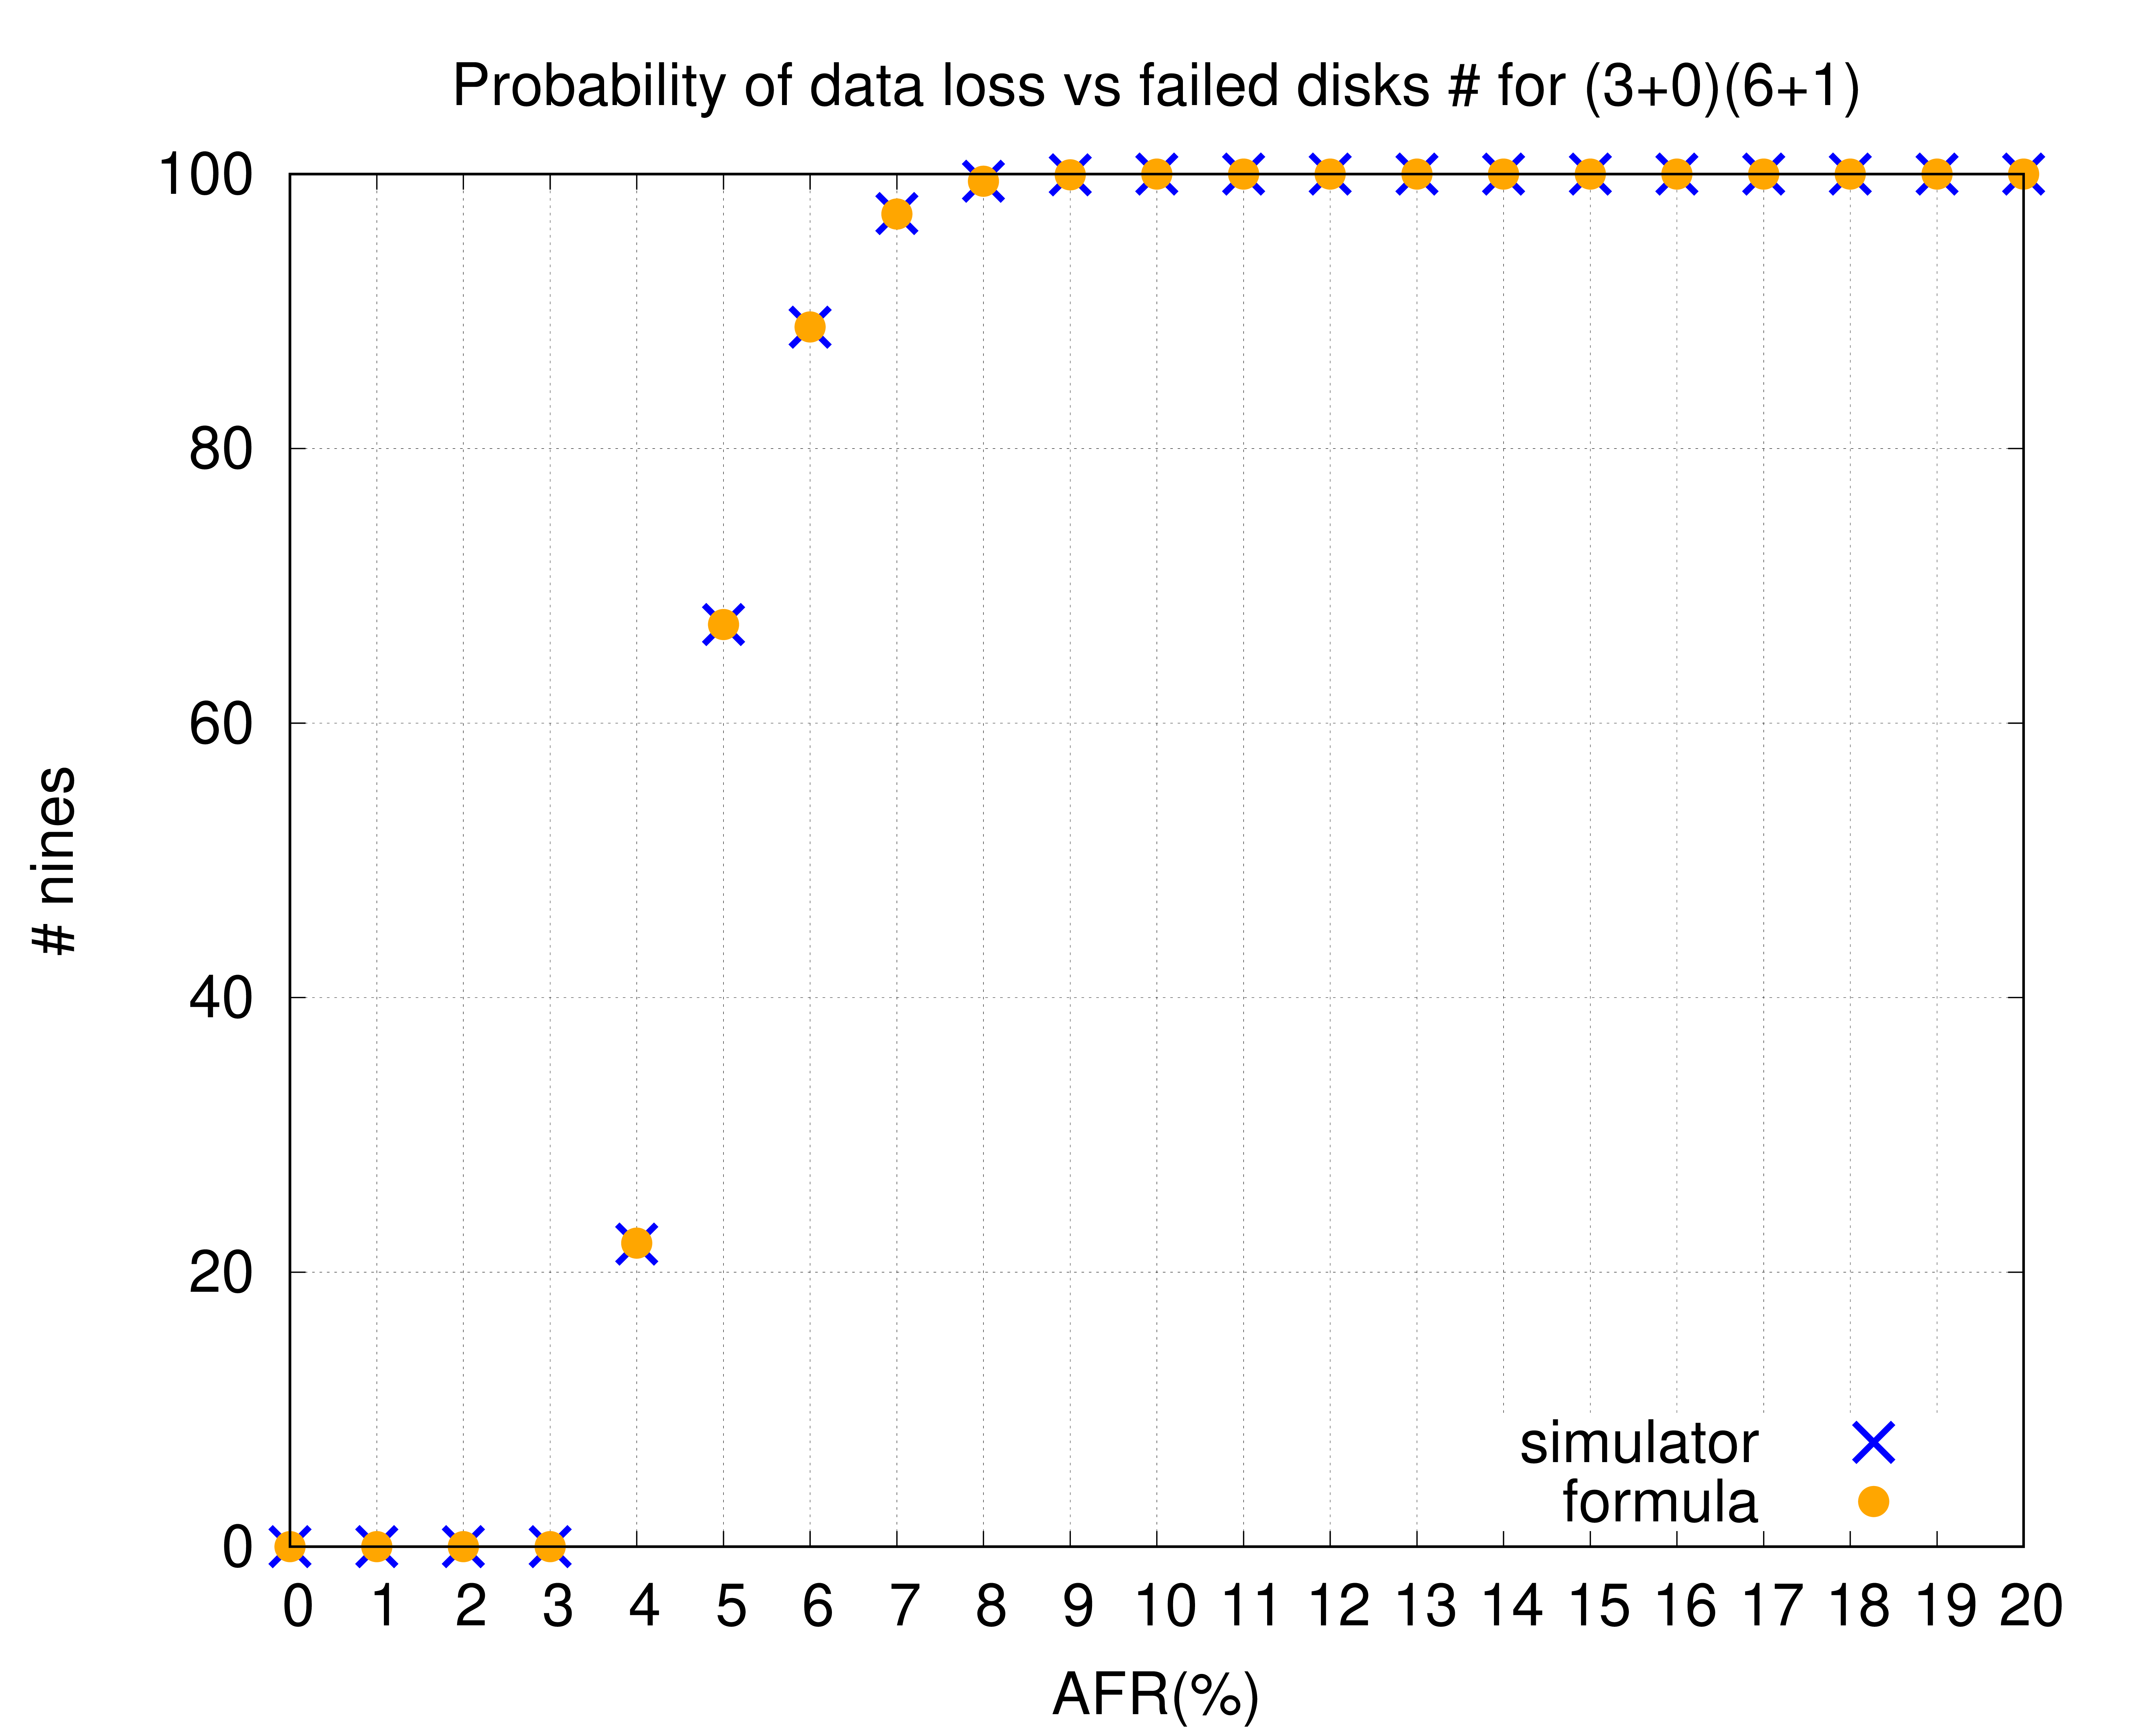 Probability of data loss vs failed disks # for (3+0)(6+1)
100
80
60
40
20
0
# nines
simulator
formula
0 1 2 3 4 5 6 7 8 9 10 11 12 13 14 15 16 17 18 19 20
AFR(%)